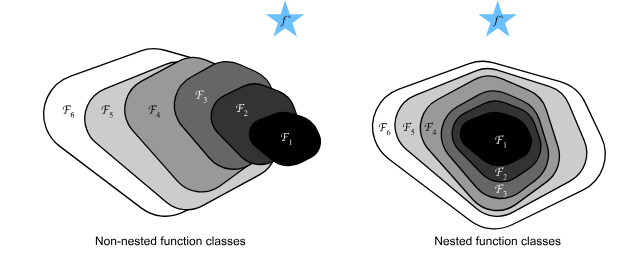 f* f*
ℱ₆ ℱ₅ ℱ₄ ℱ₃ ℱ₂ ℱ₁
ℱ₆ ℱ₅ ℱ₄ ℱ₁ ℱ₂ ℱ₃
Non-nested function classes
Nested function classes